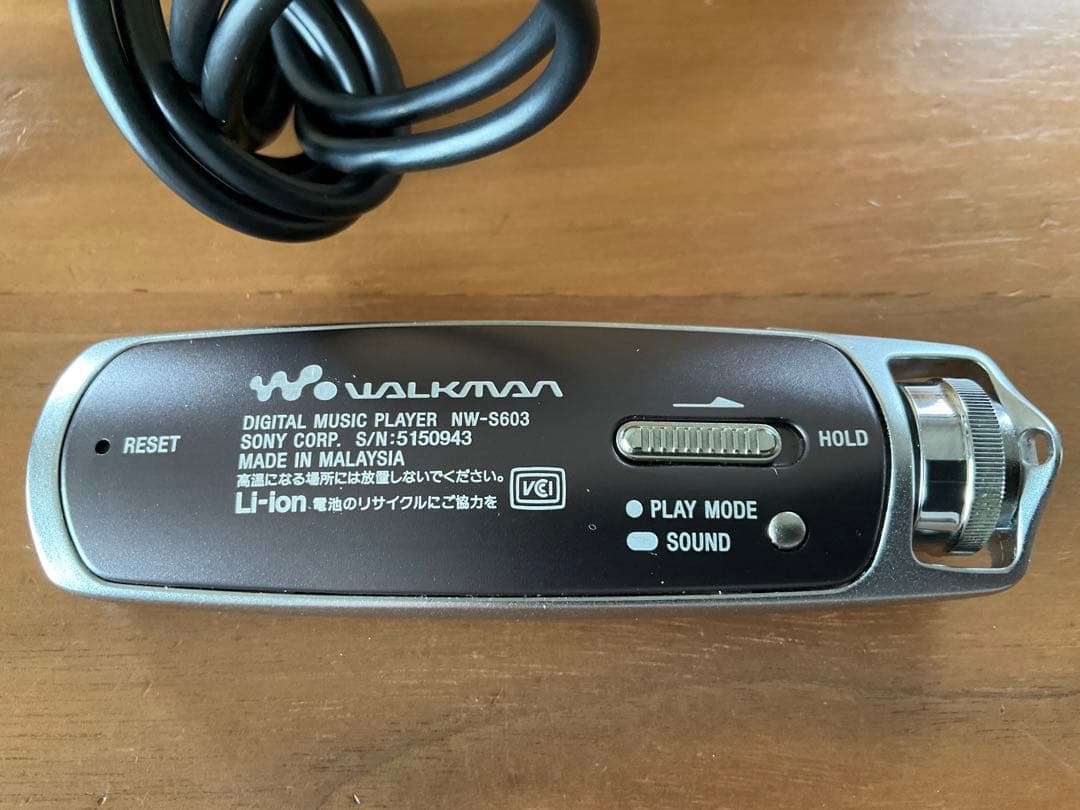 WALKMAN
DIGITAL MUSIC PLAYER NW-S603
SONY CORP. S/N:5150943
MADE IN MALAYSIA
高温になる場所には放置しないでください。
Li-ion 電池のリサイクルにご協力を
VCI
RESET
HOLD
PLAY MODE
SOUND